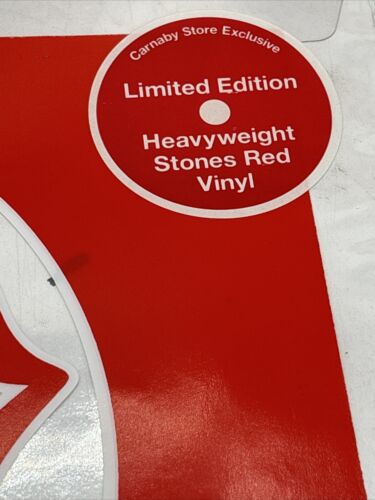 Carnaby Store Exclusive
Limited Edition
Heavyweight
Stones Red
Vinyl